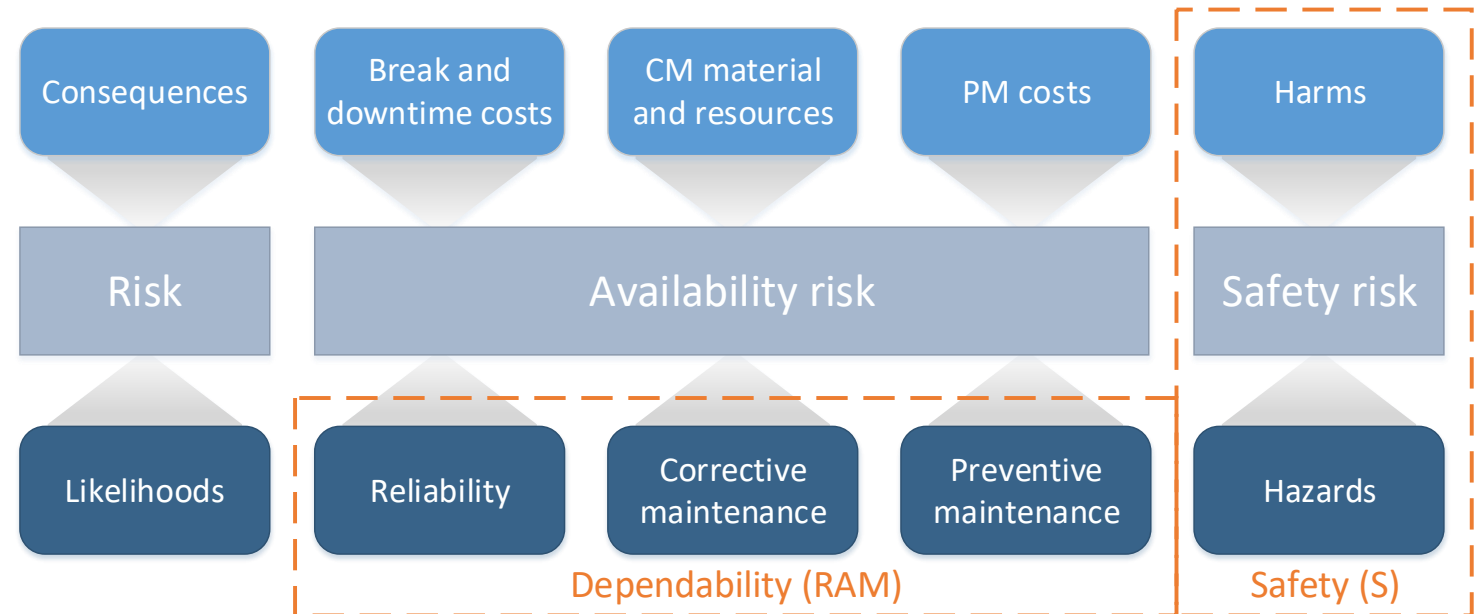 Consequences
Break and
downtime costs
CM material
and resources
PM costs
Harms
Risk
Availability risk
Safety risk
Likelihoods
Reliability
Corrective
maintenance
Preventive
maintenance
Hazards
Dependability (RAM)
Safety (S)